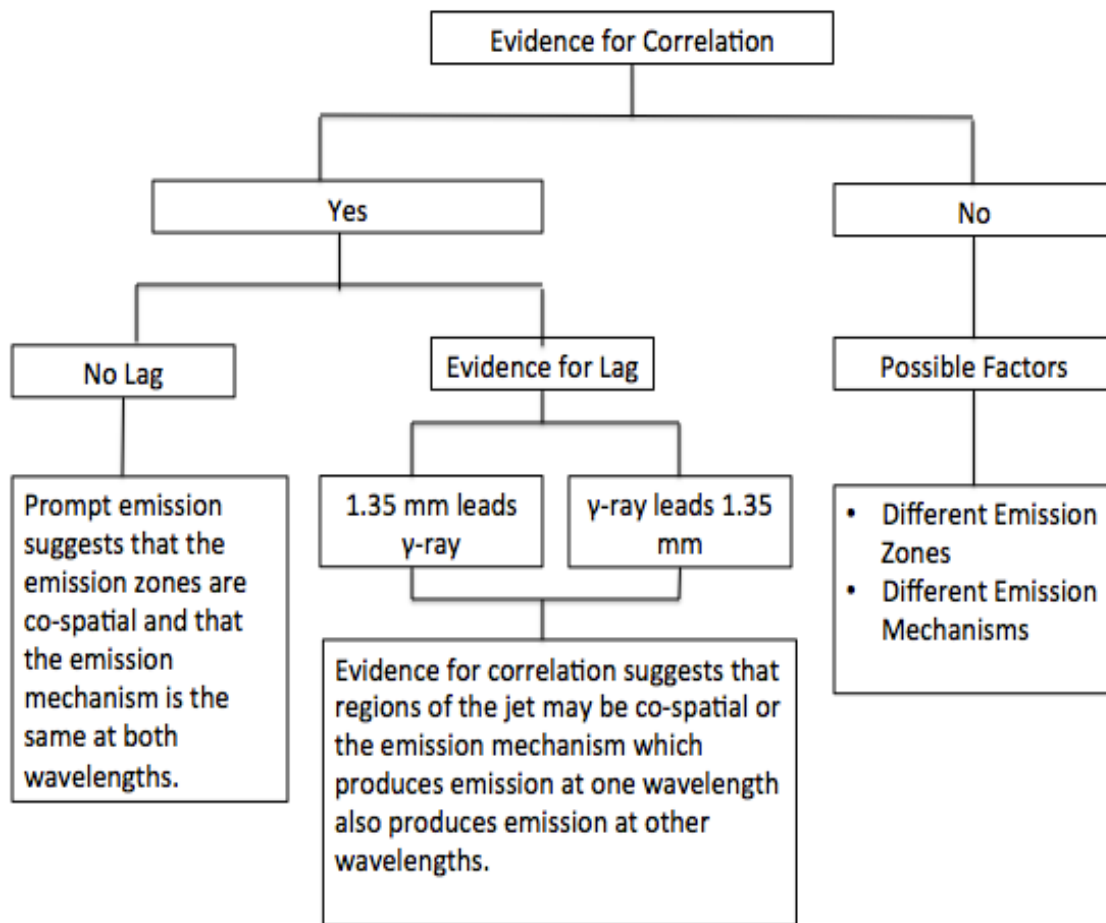 Evidence for Correlation
Yes
No
No Lag
Evidence for Lag
Possible Factors
Prompt emission
suggests that the
emission zones are
co-spatial and that
the emission
mechanism is the
same at both
wavelengths.
1.35 mm leads
γ-ray
γ-ray leads 1.35
mm
• Different Emission
Zones
• Different Emission
Mechanisms
Evidence for correlation suggests that
regions of the jet may be co-spatial or
the emission mechanism which
produces emission at one wavelength
also produces emission at other
wavelengths.